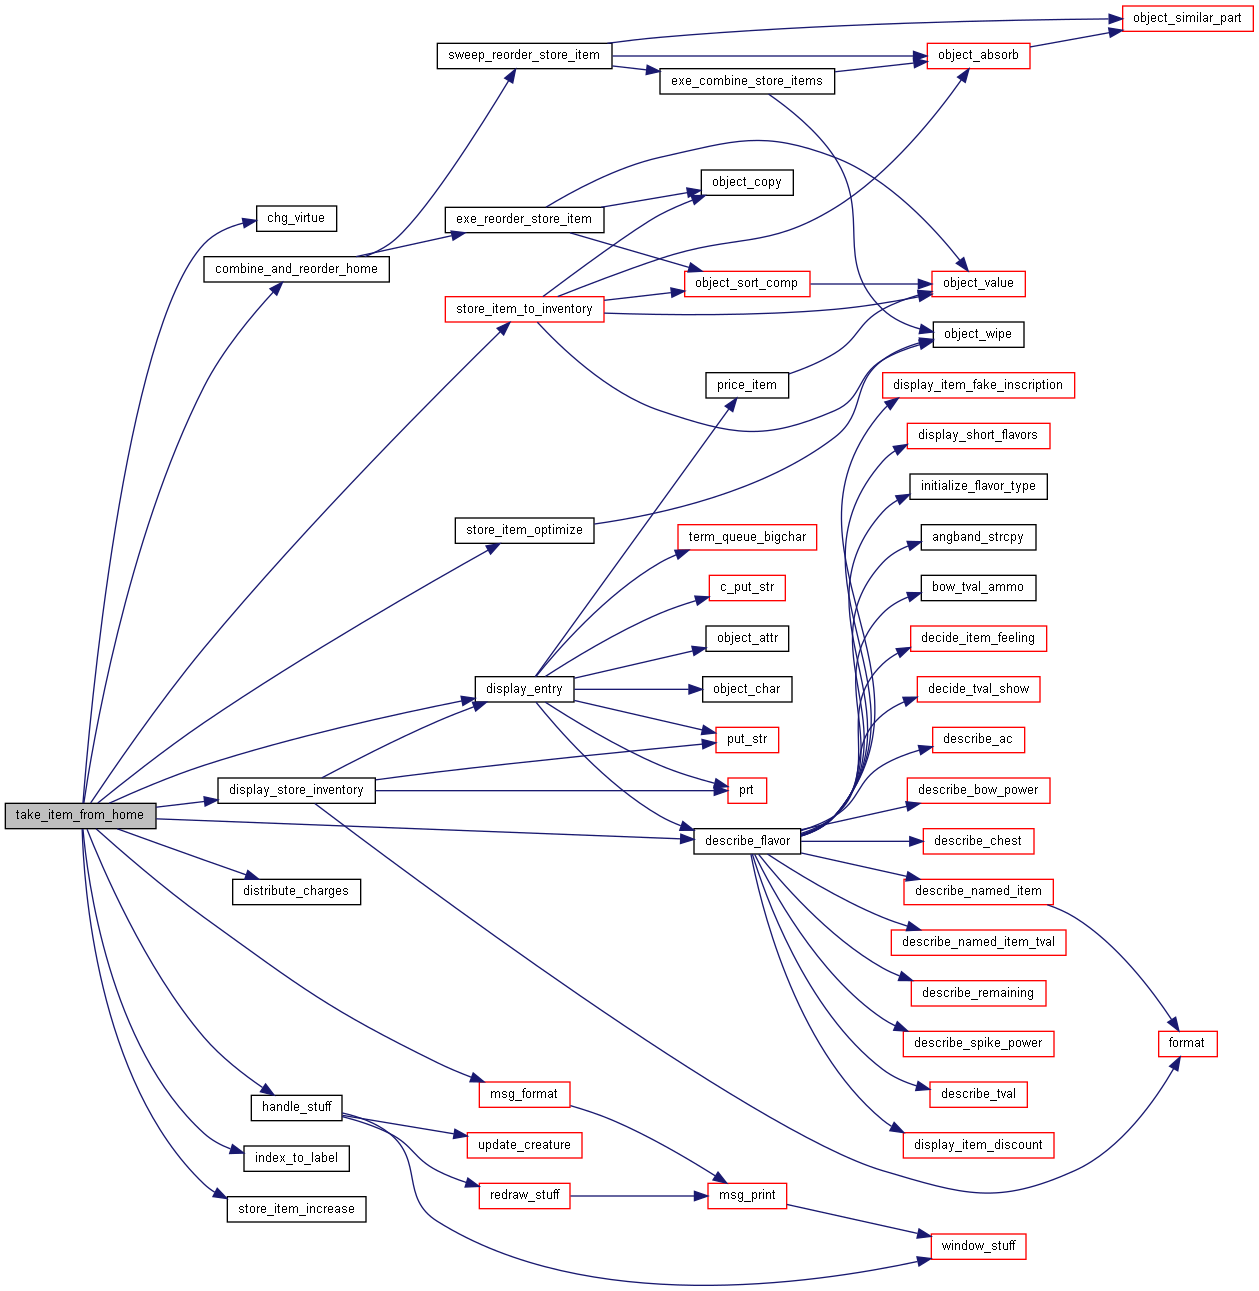 object_similar_part
sweep_reorder_store_item
object_absorb
exe_combine_store_items
object_copy
chg_virtue
exe_reorder_store_item
combine_and_reorder_home
object_sort_comp
object_value
store_item_to_inventory
object_wipe
price_item
display_item_fake_inscription
display_short_flavors
initialize_flavor_type
store_item_optimize
term_queue_bigchar
angband_strcpy
c_put_str
bow_tval_ammo
object_attr
decide_item_feeling
display_entry
object_char
decide_tval_show
put_str
describe_ac
display_store_inventory
prt
describe_bow_power
take_item_from_home
describe_flavor
describe_chest
distribute_charges
describe_named_item
describe_named_item_tval
describe_remaining
describe_spike_power
format
msg_format
describe_tval
handle_stuff
update_creature
display_item_discount
index_to_label
redraw_stuff
msg_print
store_item_increase
window_stuff